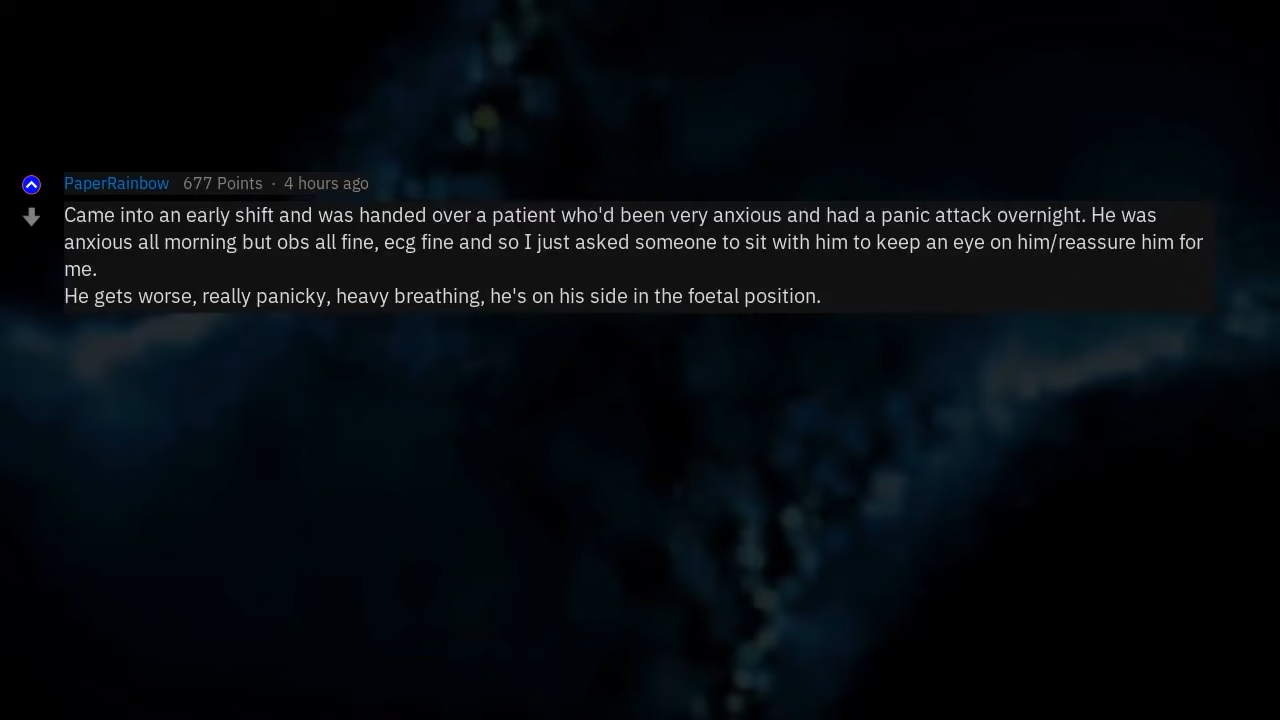 PaperRainbow 677 Points · 4 hours ago
Came into an early shift and was handed over a patient who'd been very anxious and had a panic attack overnight. He was
anxious all morning but obs all fine, ecg fine and so I just asked someone to sit with him to keep an eye on him/reassure him for
me.
He gets worse, really panicky, heavy breathing, he's on his side in the foetal position.